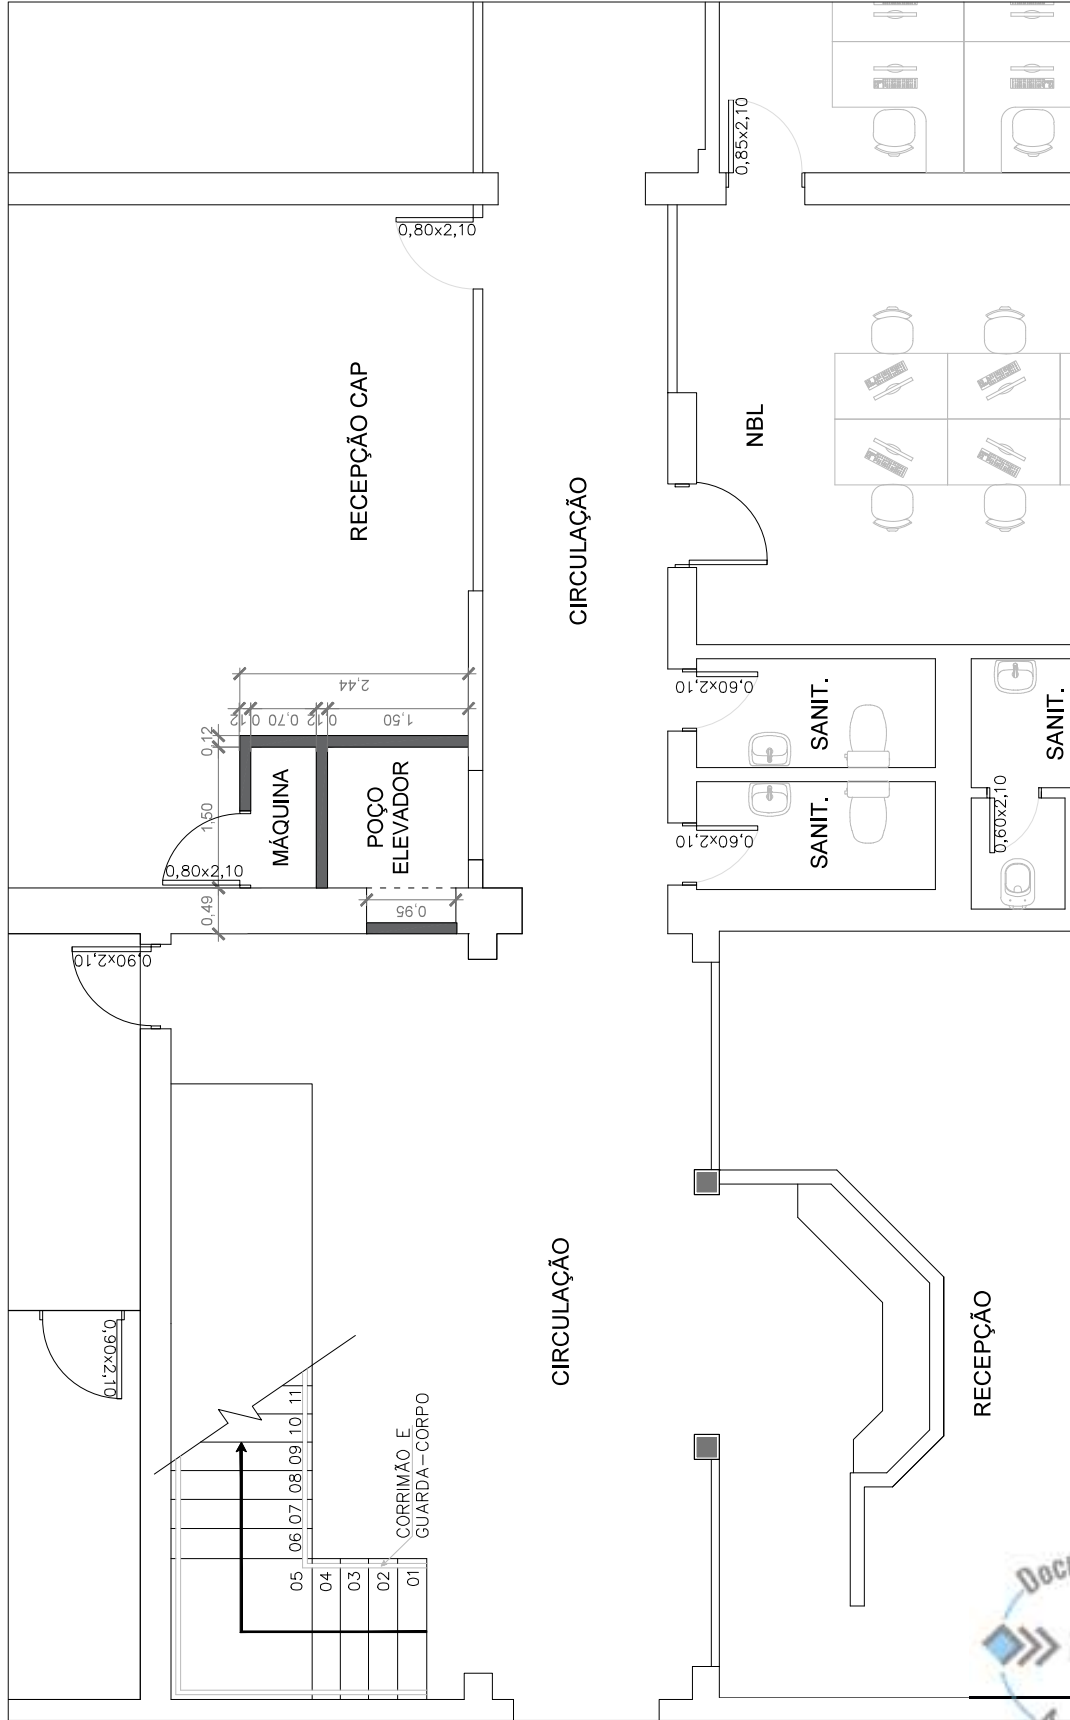 0,85x2,10
0,80x2,10
RECEPÇÃO CAP
NBL
CIRCULAÇÃO
2,44
0,12
0,70
0,12
1,50
0,12
1,50
0,49
MÁQUINA
POÇO
ELEVADOR
0,80x2,10
0,95
0,60x2,10
SANIT.
SANIT.
0,60x2,10
SANIT.
0,60x2,10
0,90x2,10
CIRCULAÇÃO
RECEPÇÃO
0,90x2,10
11
10
09
08
07
06
05
04
03
02
01
CORRIMÃO E
GUARDA-CORPO